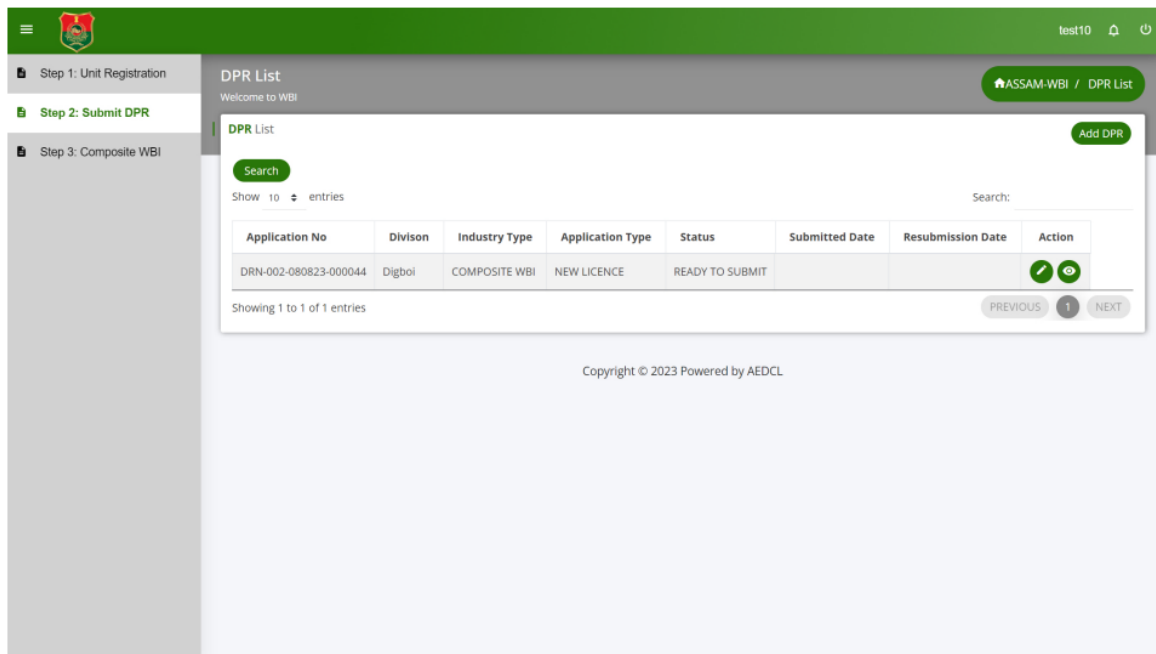 test10
Step 1: Unit Registration
Step 2: Submit DPR
Step 3: Composite WBI
DPR List
Welcome to WBI
ASSAM-WBI / DPR List
DPR List
Add DPR
Search
Show 10 entries
Search:
Application No Divison Industry Type Application Type Status Submitted Date Resubmission Date Action
DRN-002-080823-000044 Digboi COMPOSITE WBI NEW LICENCE READY TO SUBMIT
Showing 1 to 1 of 1 entries
PREVIOUS 1 NEXT
Copyright © 2023 Powered by AEDCL